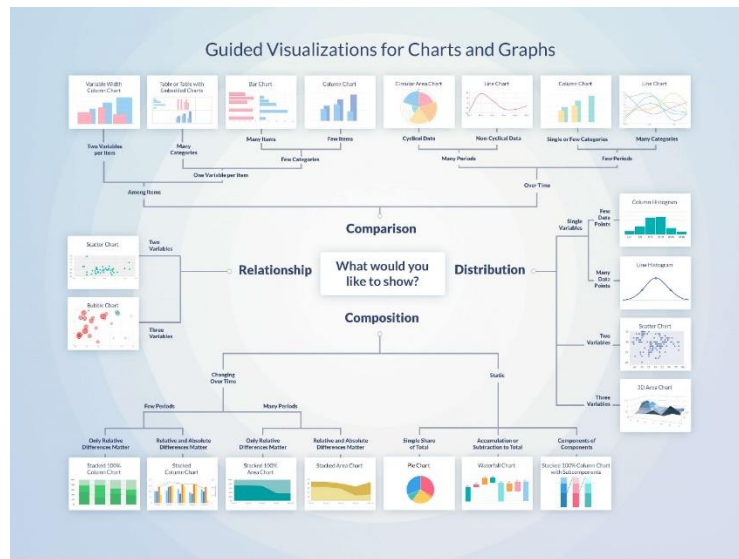 Guided Visualizations for Charts and Graphs
Variable Width
Column Chart
Table or Table with
Embedded Charts
Bar Chart
Column Chart
Circular Area Chart
Line Chart
Column Chart
Line Chart
Two Variables
per Item
Many
Categories
Many Items
Few Items
Cyclical Data
Non-Cyclical Data
Single or Few Categories
Many Categories
Few Categories
Many Periods
Few Periods
One Variable per Item
Among Items
Over Time
Comparison
Relationship
What would you
like to show?
Distribution
Composition
Scatter Chart
Two
Variables
Bubble Chart
Three
Variables
Single
Variables
Few
Data
Points
Column Histogram
Many
Data
Points
Line Histogram
Two
Variables
Scatter Chart
Three
Variables
3D Area Chart
Changing
Over Time
Static
Few Periods
Many Periods
Only Relative
Differences Matter
Relative and Absolute
Differences Matter
Only Relative
Differences Matter
Relative and Absolute
Differences Matter
Simple Share
of Total
Accumulation or
Subtraction to Total
Components of
Components
Stacked 100%
Column Chart
Stacked
Column Chart
Stacked 100%
Area Chart
Stacked Area Chart
Pie Chart
Waterfall Chart
Stacked 100% Column Chart
with Subcomponents